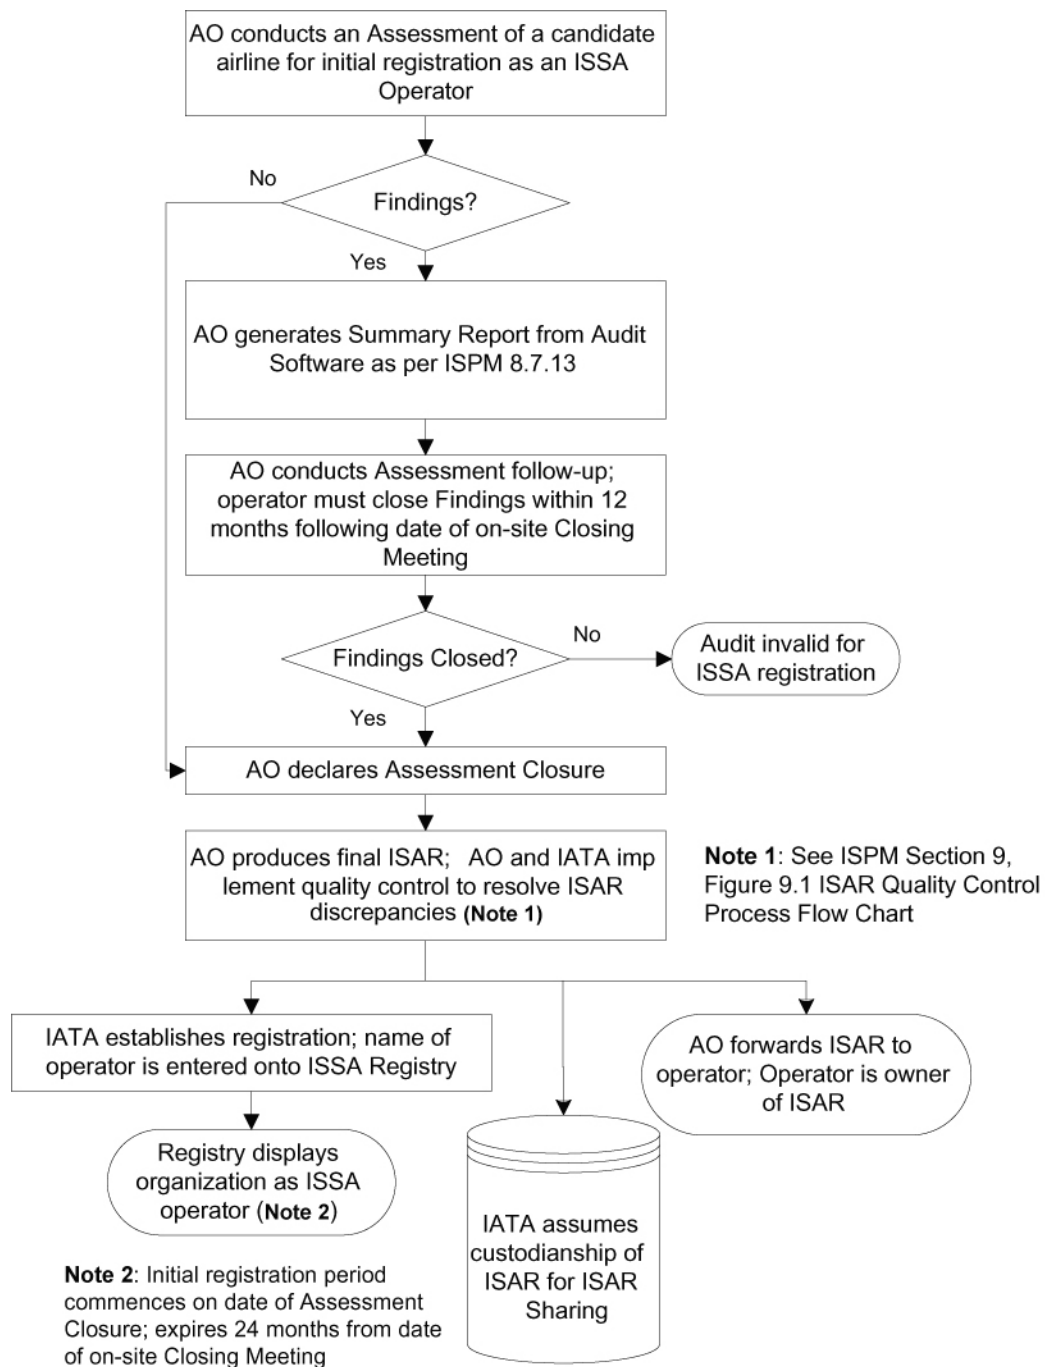 AO conducts an Assessment of a candidate
airline for initial registration as an ISSA
Operator
No
Findings?
Yes
AO generates Summary Report from Audit
Software as per ISPM 8.7.13
AO conducts Assessment follow-up;
operator must close Findings within 12
months following date of on-site Closing
Meeting
Findings Closed?
No
Audit invalid for
ISSA registration
Yes
AO declares Assessment Closure
AO produces final ISAR; AO and IATA imp
lement quality control to resolve ISAR
discrepancies (Note 1)
Note 1: See ISPM Section 9,
Figure 9.1 ISAR Quality Control
Process Flow Chart
IATA establishes registration; name of
operator is entered onto ISSA Registry
AO forwards ISAR to
operator; Operator is owner
of ISAR
Registry displays
organization as ISSA
operator (Note 2)
IATA assumes
custodianship of
ISAR for ISAR
Sharing
Note 2: Initial registration period
commences on date of Assessment
Closure; expires 24 months from date
of on-site Closing Meeting